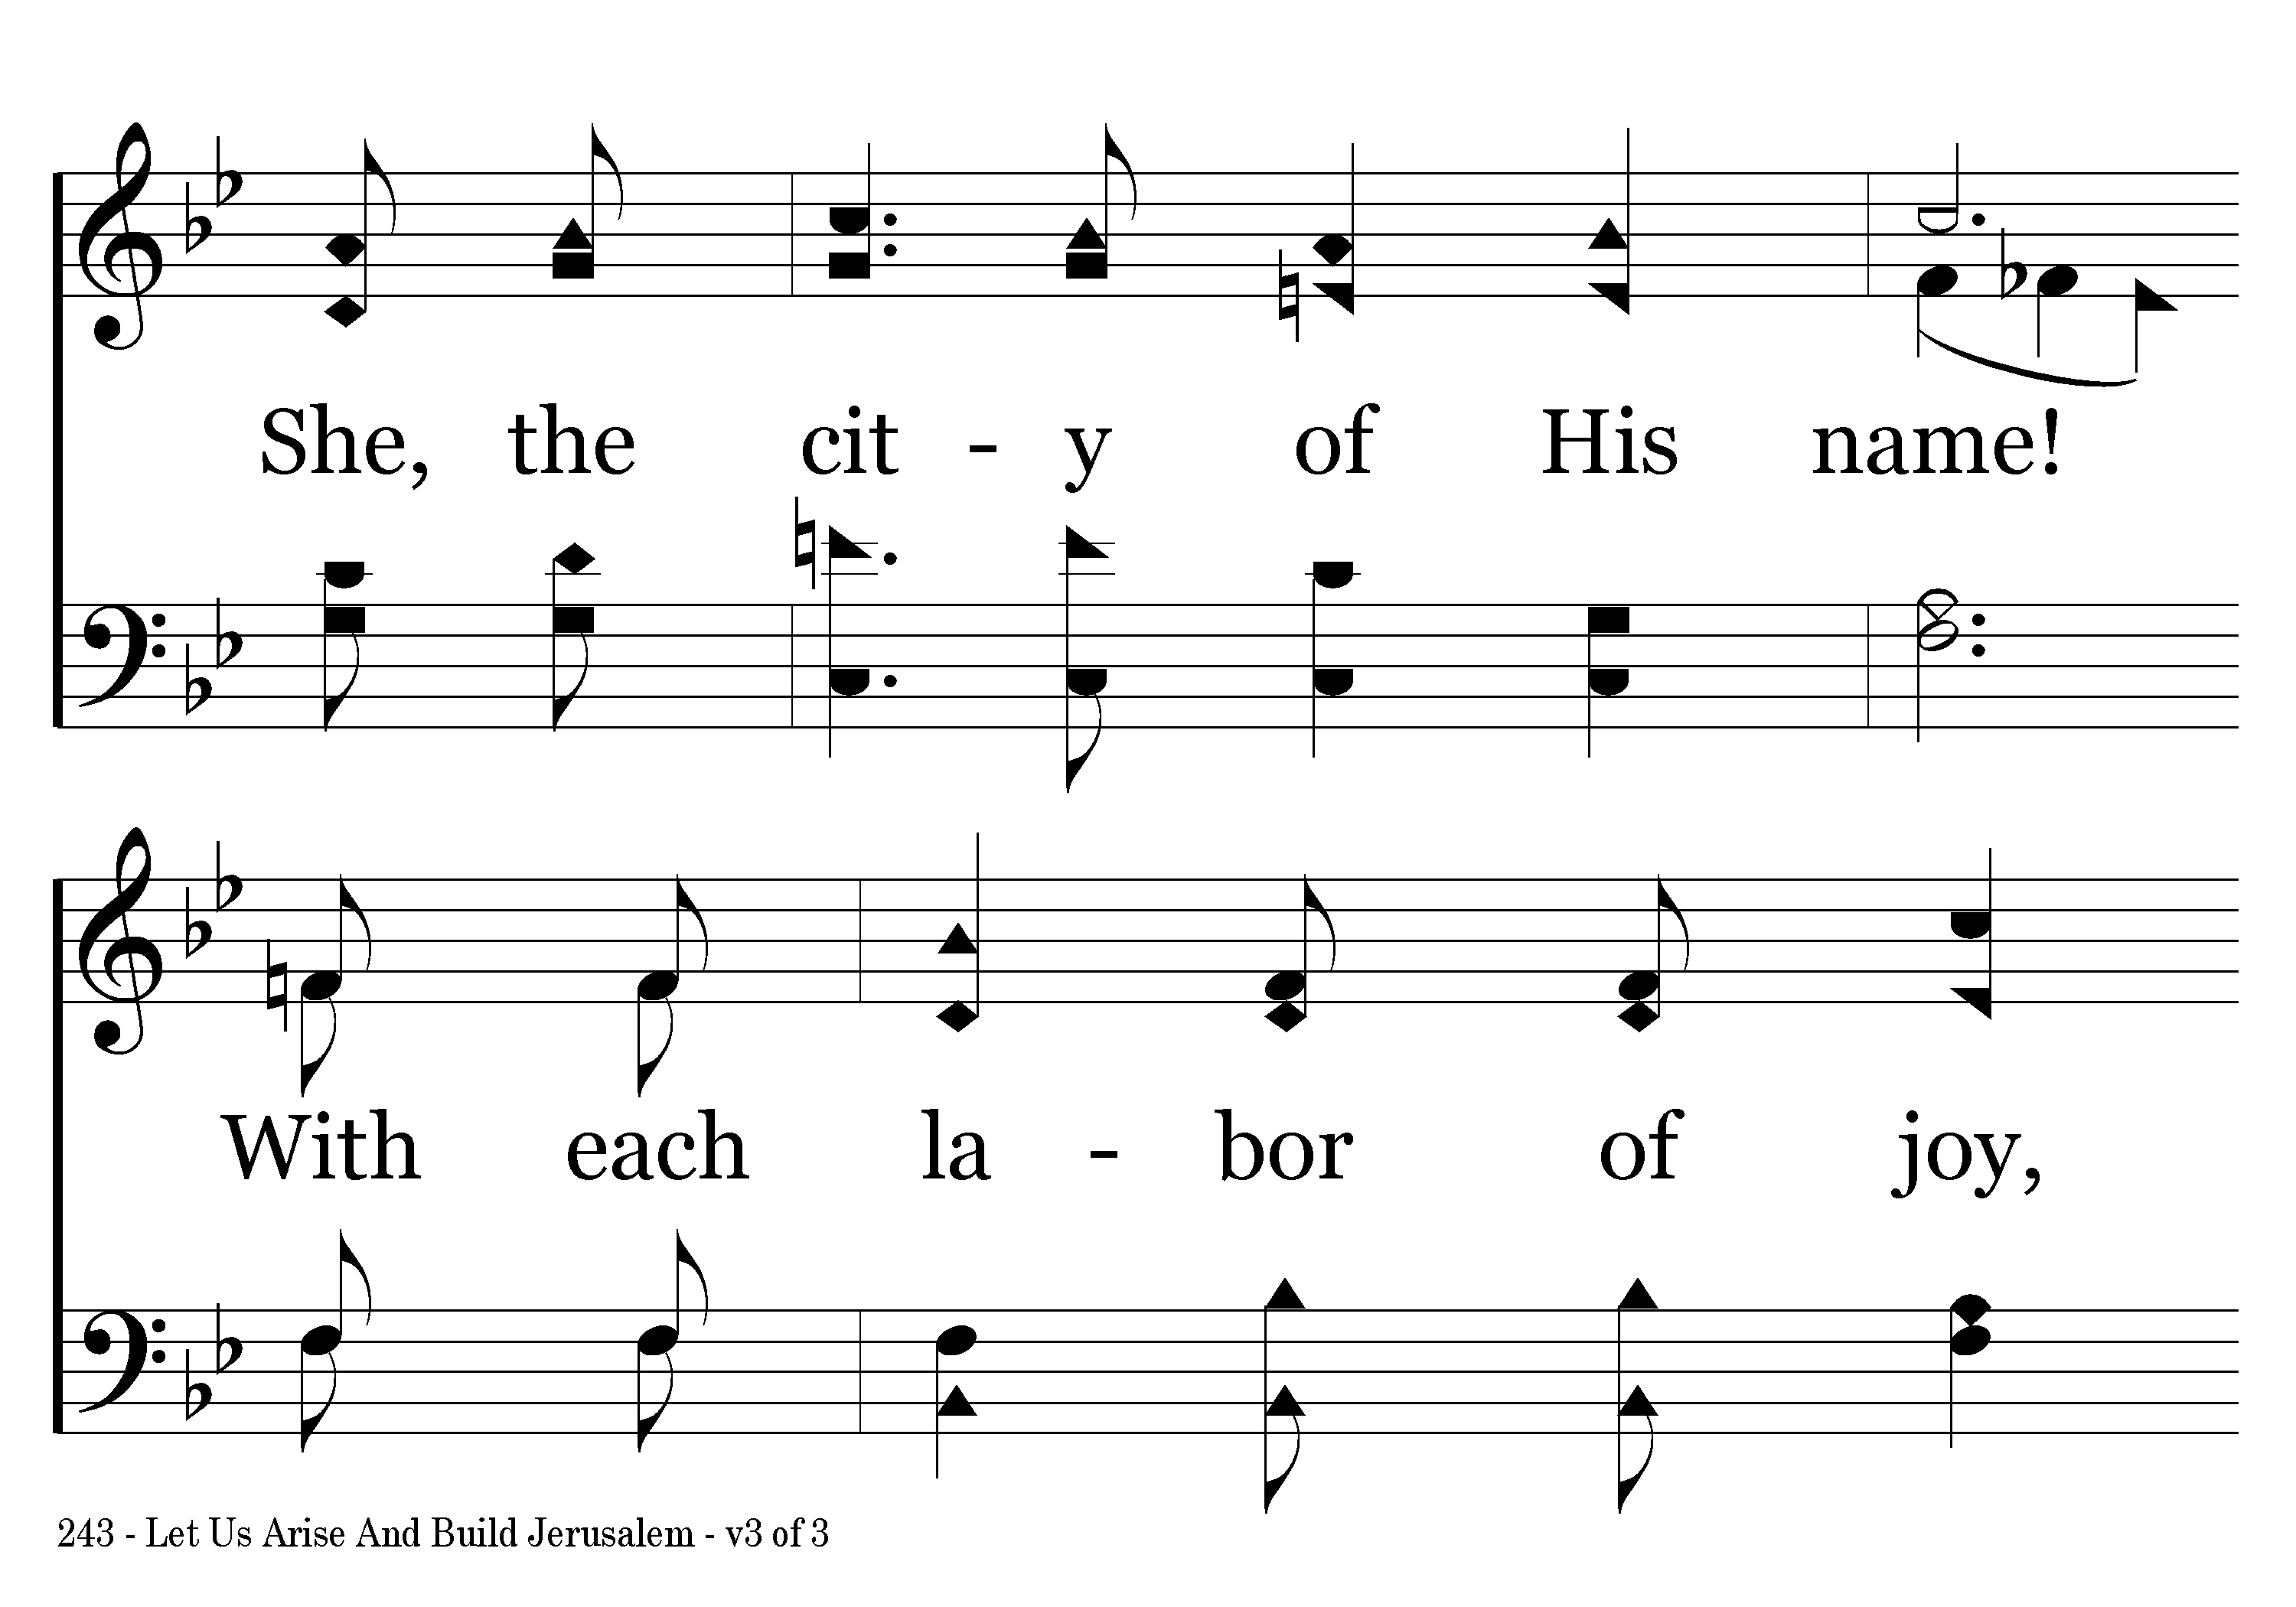 She, the cit - y of His name!
With each la - bor of joy,
243 - Let Us Arise And Build Jerusalem - v3 of 3